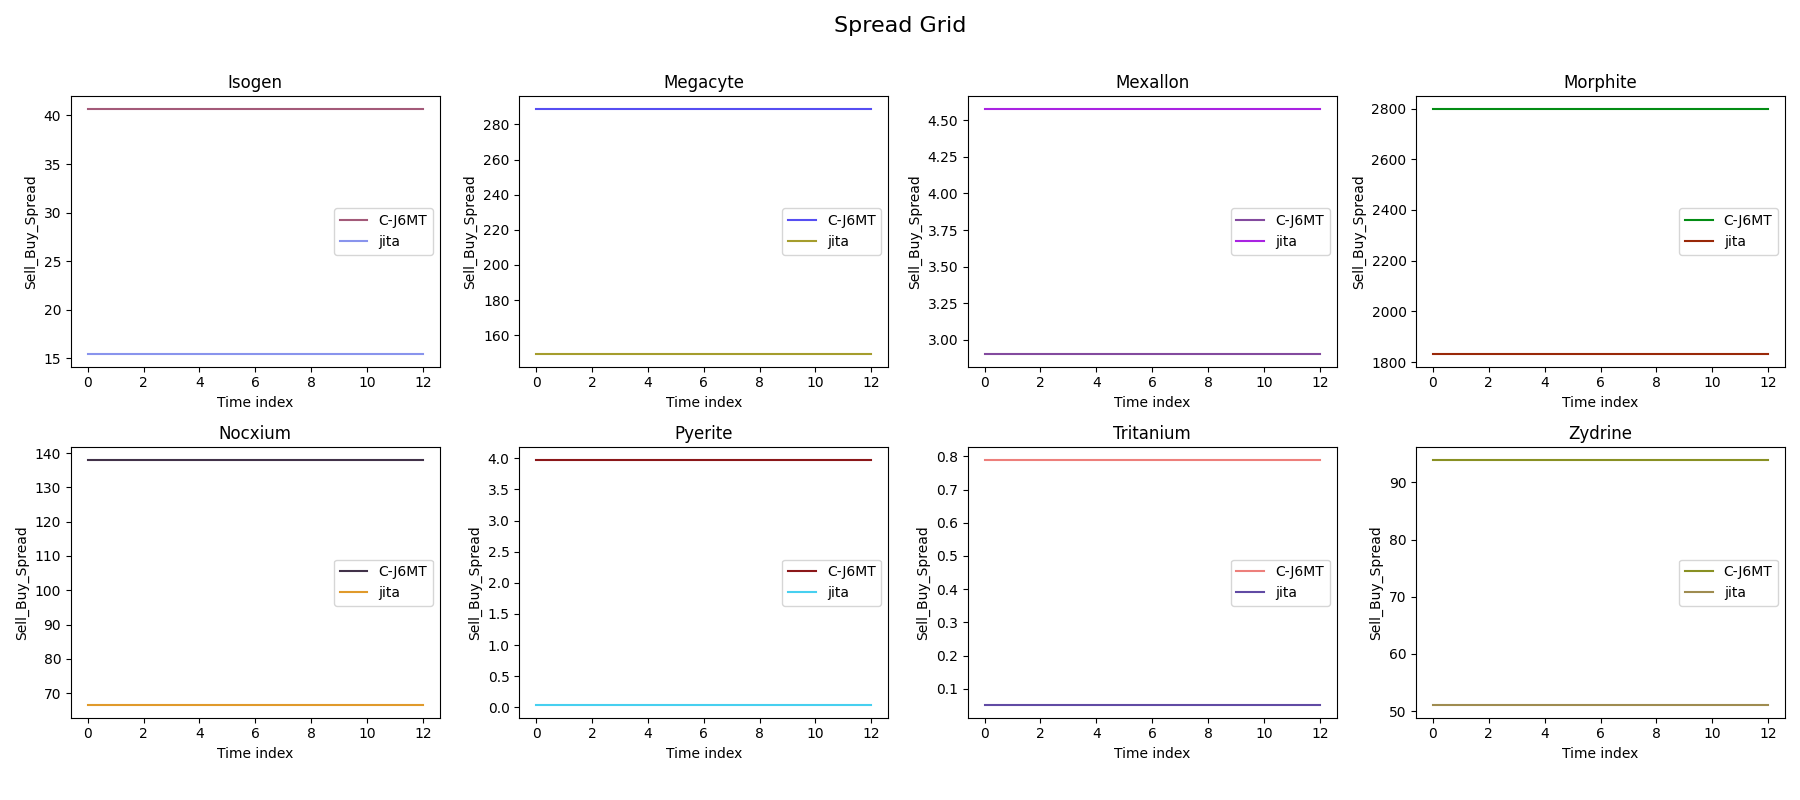 Spread Grid
Isogen
Sell_Buy_Spread
40
35
30
25
20
15
C-J6MT
jita
0 2 4 6 8 10 12
Time index
Megacyte
Sell_Buy_Spread
280
260
240
220
200
180
160
C-J6MT
jita
0 2 4 6 8 10 12
Time index
Mexallon
Sell_Buy_Spread
4.50
4.25
4.00
3.75
3.50
3.25
3.00
C-J6MT
jita
0 2 4 6 8 10 12
Time index
Morphite
Sell_Buy_Spread
2800
2600
2400
2200
2000
1800
C-J6MT
jita
0 2 4 6 8 10 12
Time index
Nocxium
Sell_Buy_Spread
140
130
120
110
100
90
80
70
C-J6MT
jita
0 2 4 6 8 10 12
Time index
Pyerite
Sell_Buy_Spread
4.0
3.5
3.0
2.5
2.0
1.5
1.0
0.5
0.0
C-J6MT
jita
0 2 4 6 8 10 12
Time index
Tritanium
Sell_Buy_Spread
0.8
0.7
0.6
0.5
0.4
0.3
0.2
0.1
C-J6MT
jita
0 2 4 6 8 10 12
Time index
Zydrine
Sell_Buy_Spread
90
80
70
60
50
C-J6MT
jita
0 2 4 6 8 10 12
Time index